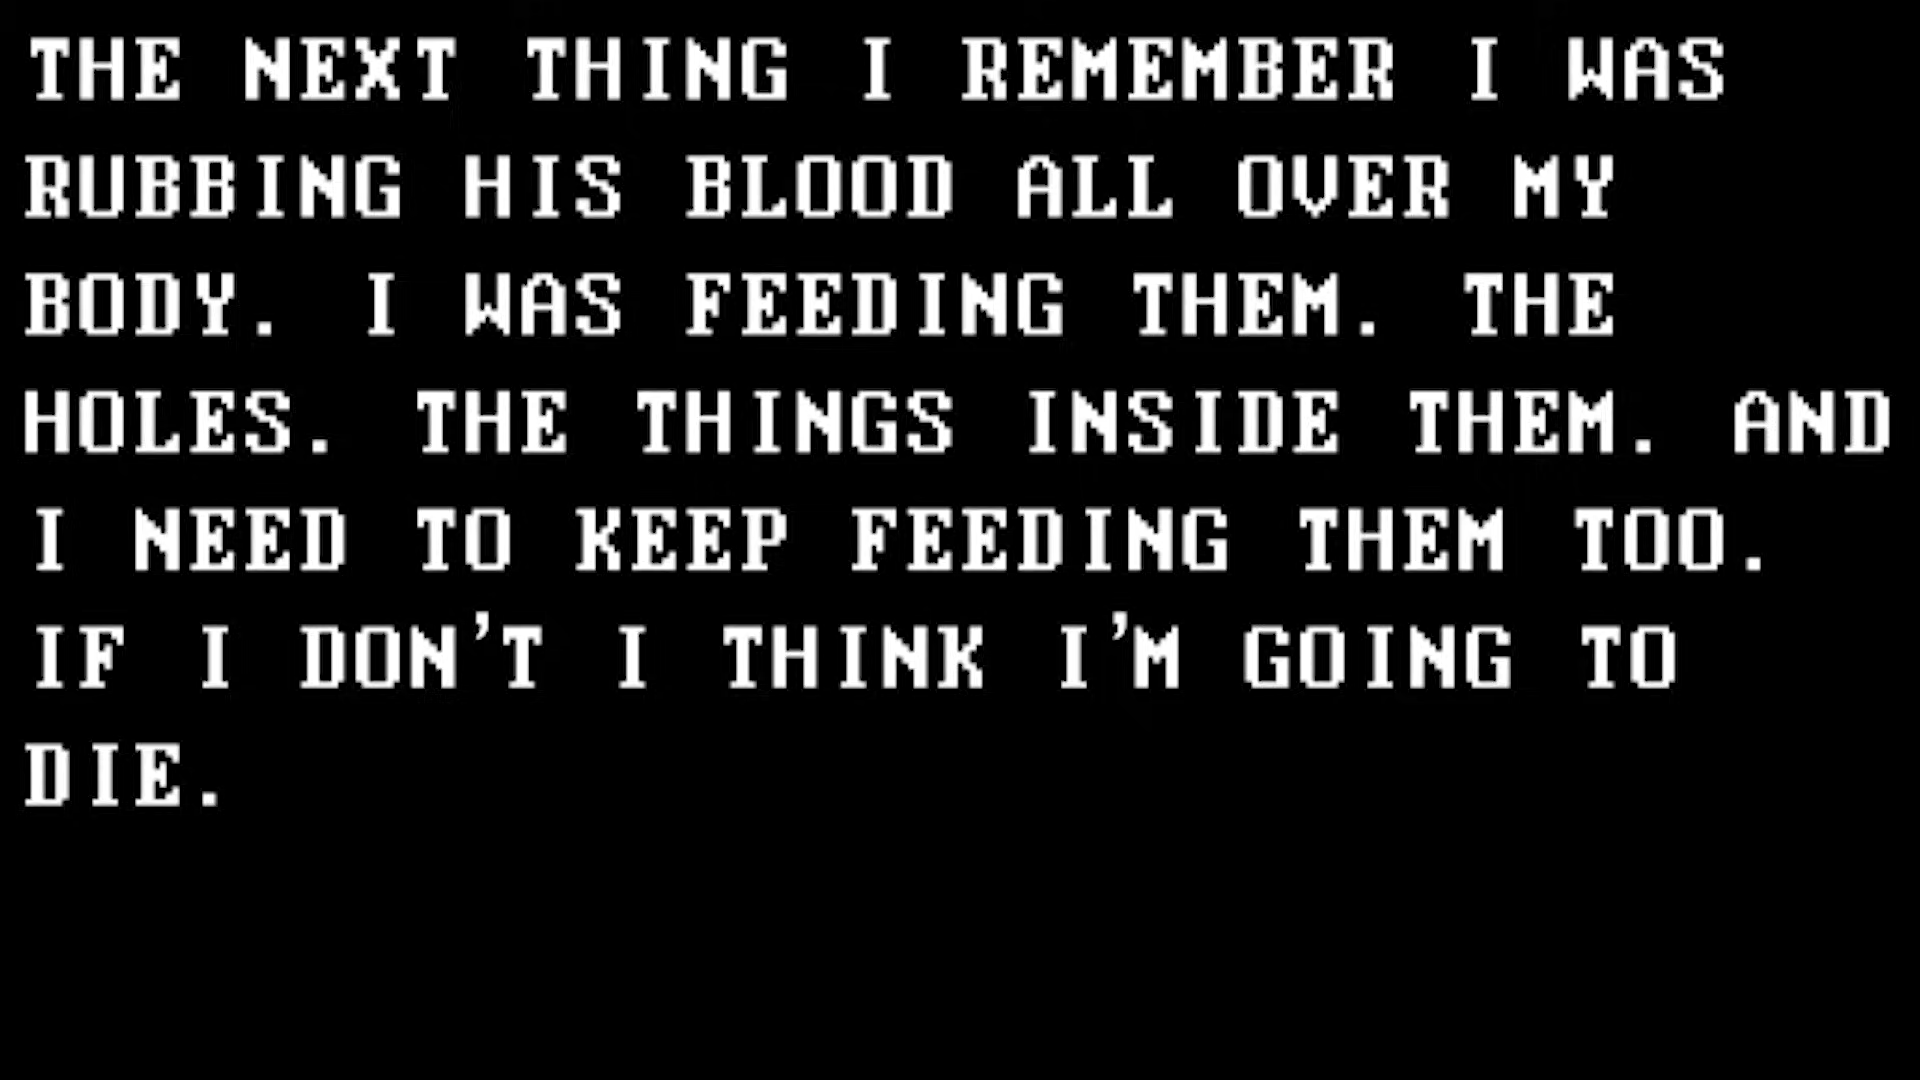 THE NEXT THING I REMEMBER I WAS
RUBBING HIS BLOOD ALL OVER MY
BODY. I WAS FEEDING THEM. THE
HOLES. THE THINGS INSIDE THEM. AND
I NEED TO KEEP FEEDING THEM TOO.
IF I DON'T I THINK I'M GOING TO
DIE.